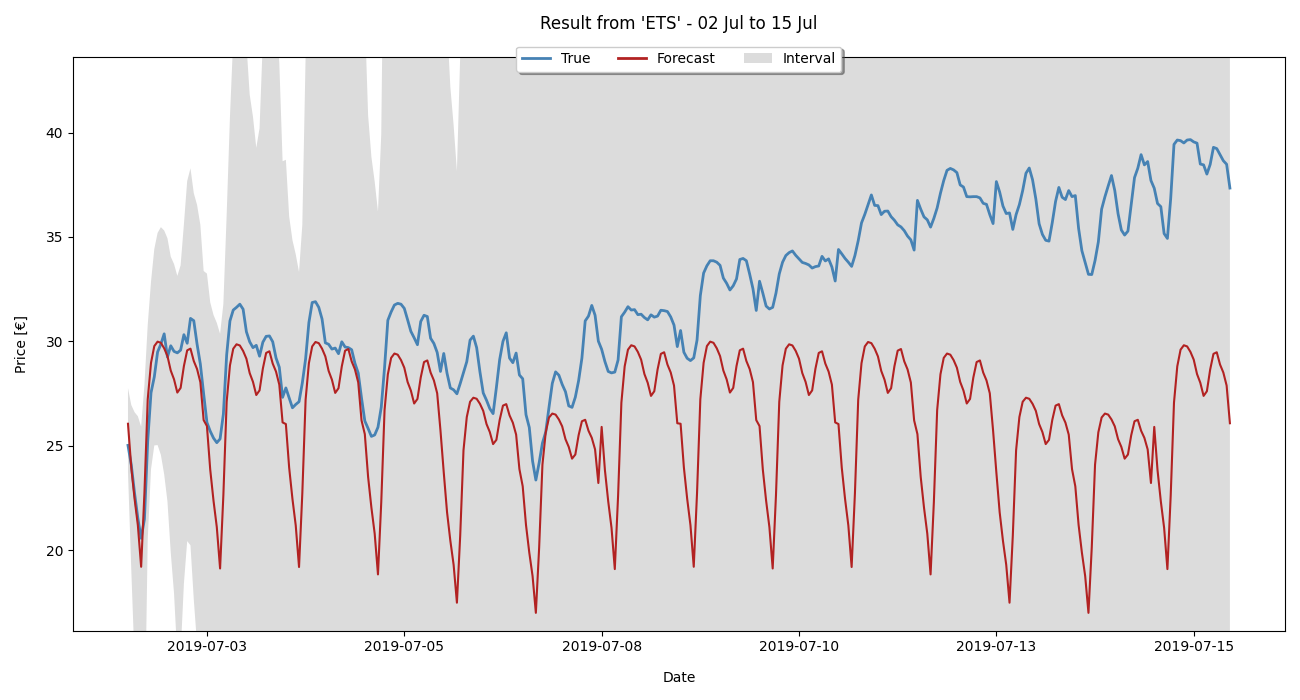 Result from 'ETS' - 02 Jul to 15 Jul
True Forecast Interval
Price [€]
40
35
30
25
20
2019-07-03 2019-07-05 2019-07-08 2019-07-10 2019-07-13 2019-07-15
Date